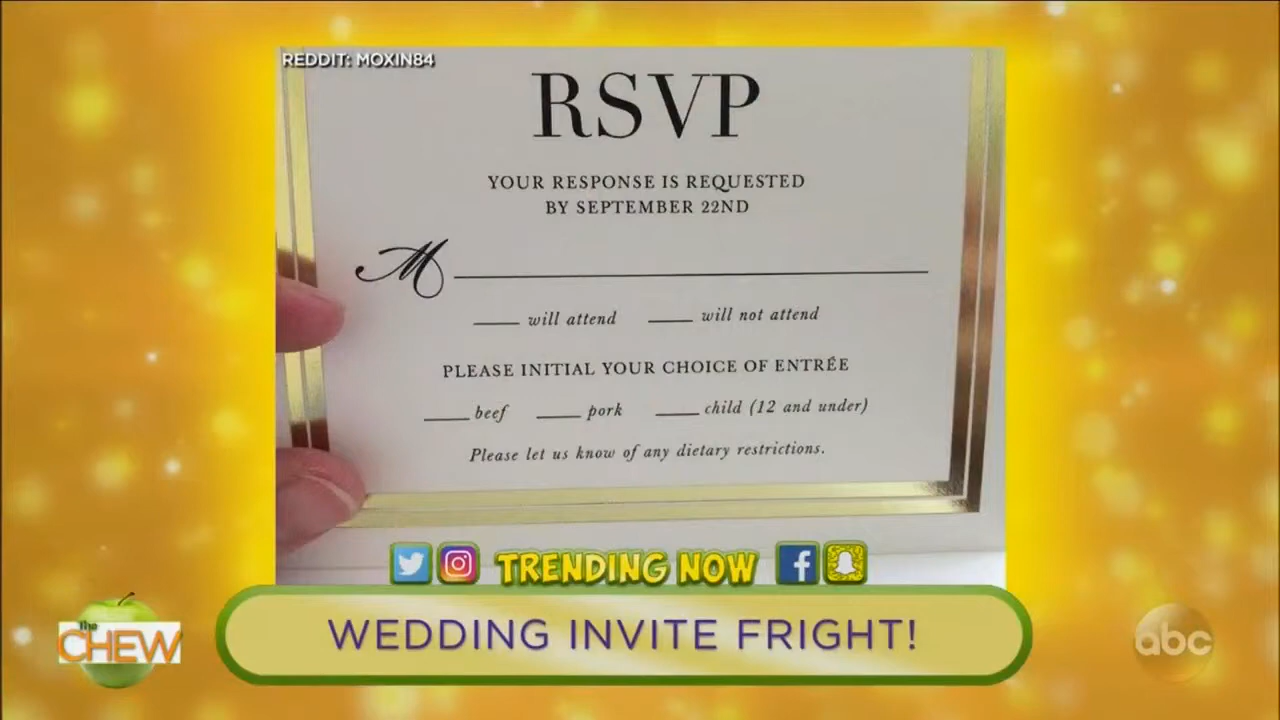 REDDIT: MOXIN84
RSVP
YOUR RESPONSE IS REQUESTED
BY SEPTEMBER 22ND
M
will attend will not attend
PLEASE INITIAL YOUR CHOICE OF ENTRÉE
beef pork child (12 and under)
Please let us know of any dietary restrictions.
TRENDING NOW
WEDDING INVITE FRIGHT!
the
CHEW
abc